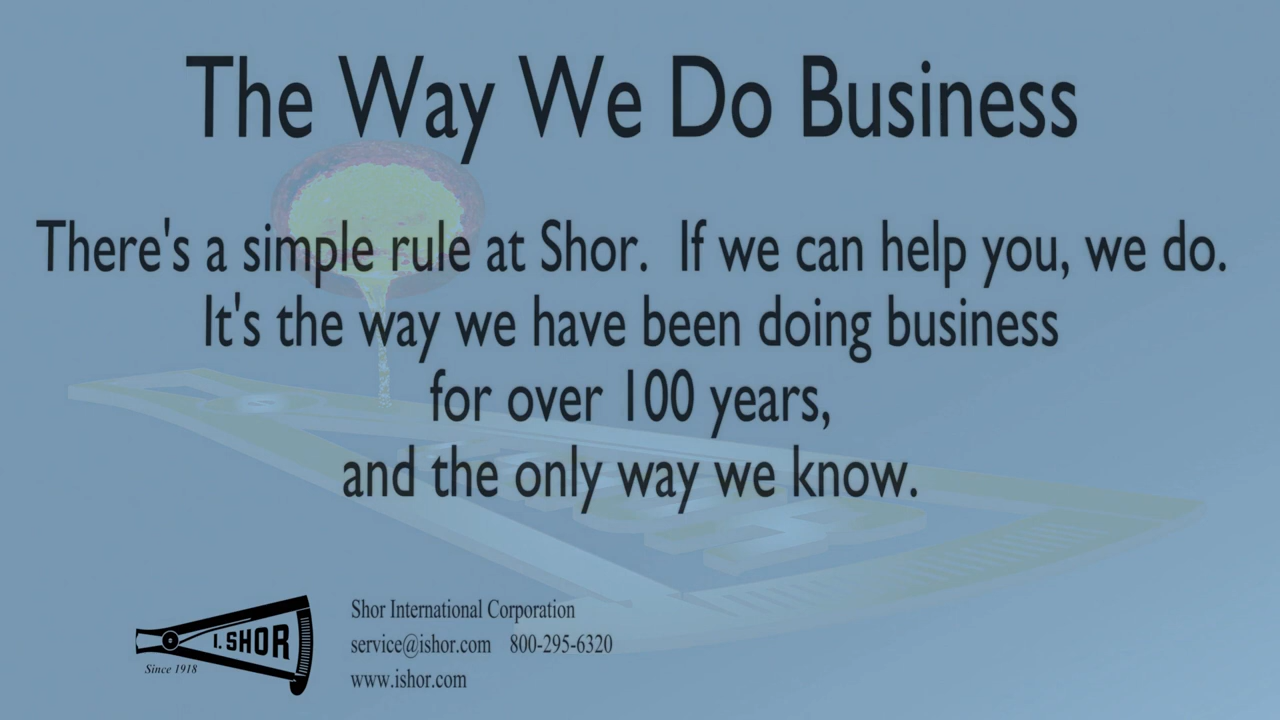 The Way We Do Business
There's a simple rule at Shor.  If we can help you, we do.
It's the way we have been doing business
for over 100 years,
and the only way we know.
I. SHOR
Since 1918
Shor International Corporation
service@ishor.com    800-295-6320
www.ishor.com